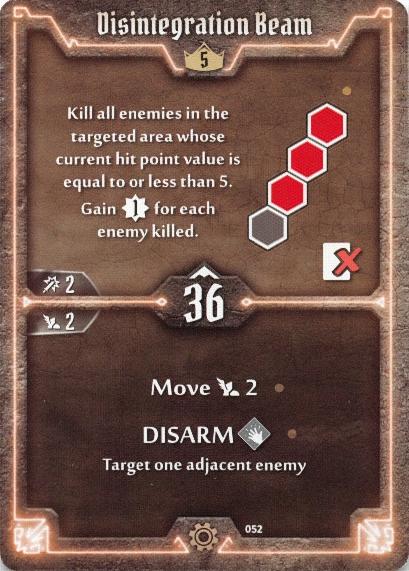 Disintegration Beam
5
Kill all enemies in the
targeted area whose
current hit point value is
equal to or less than 5.
Gain 1 for each
enemy killed.
2
36
2
Move 2
DISARM
Target one adjacent enemy
052